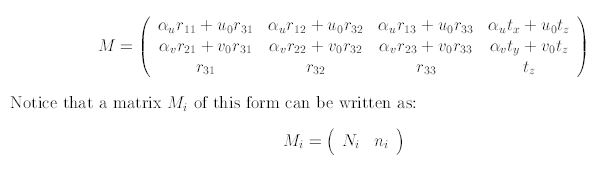 M = ( α_u r_11 + u_0 r_31   α_u r_12 + u_0 r_32   α_u r_13 + u_0 r_33   α_u t_x + u_0 t_z
α_v r_21 + v_0 r_31   α_v r_22 + v_0 r_32   α_v r_23 + v_0 r_33   α_v t_y + v_0 t_z
r_31   r_32   r_33   t_z )
Notice that a matrix M_i of this form can be written as:
M_i = ( N_i   n_i )